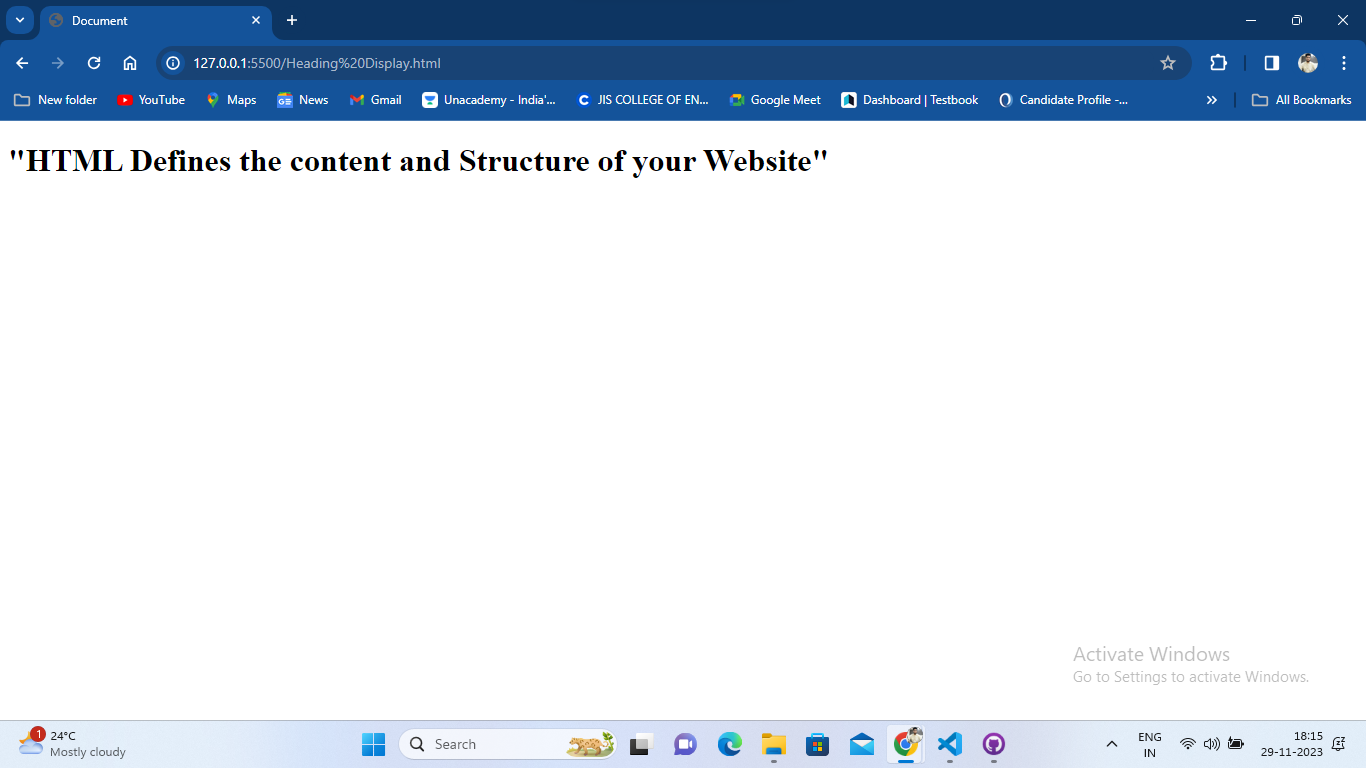 Document
127.0.0.1:5500/Heading%20Display.html
New folder YouTube Maps News Gmail Unacademy - India'... JIS COLLEGE OF EN... Google Meet Dashboard | Testbook Candidate Profile -... All Bookmarks
"HTML Defines the content and Structure of your Website"
Activate Windows
Go to Settings to activate Windows.
1 24°C
Mostly cloudy
Search
ENG
IN
18:15
29-11-2023